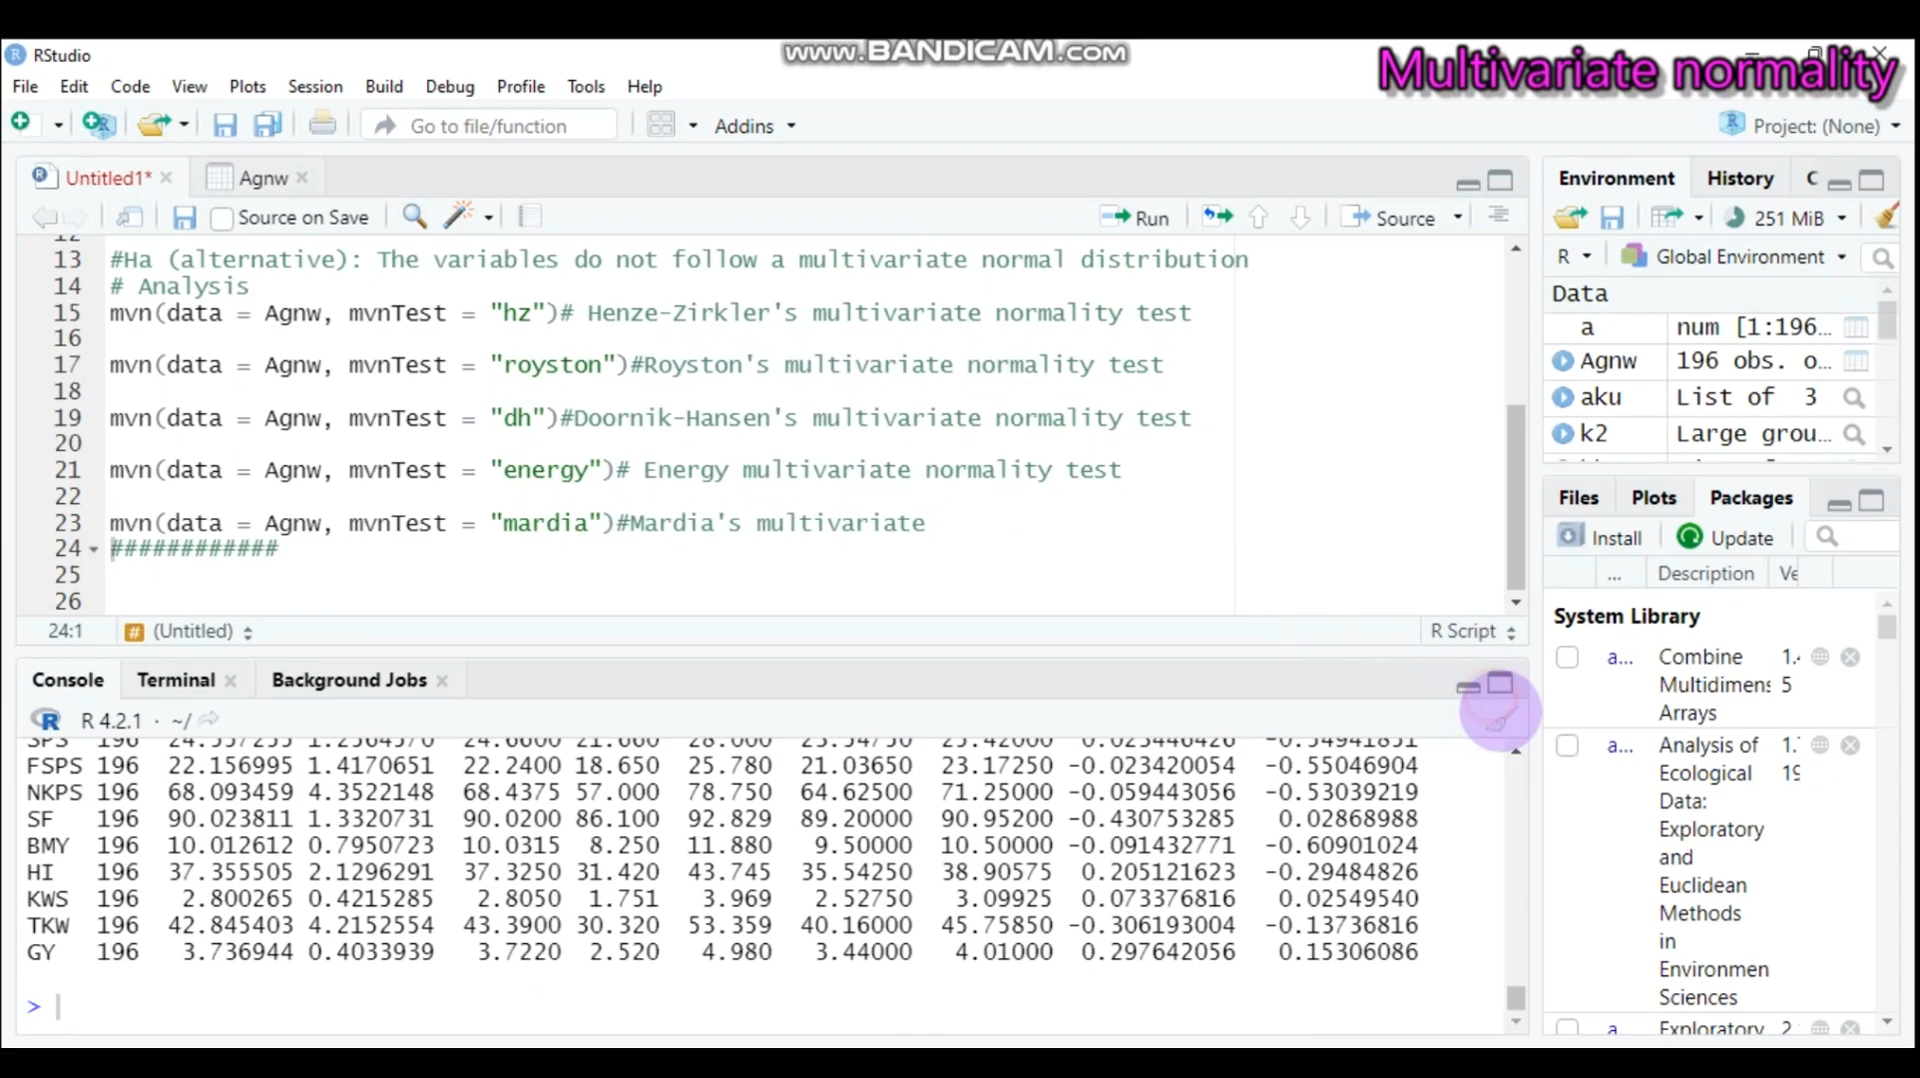 www.BANDICAM.com
RStudio
Multivariate normality
File Edit Code View Plots Session Build Debug Profile Tools Help
Go to file/function
Addins
Project: (None)
Untitled1*
Agnw
Environment History C
Source on Save
Run
Source
251 MiB
R
Global Environment
12
13 #Ha (alternative): The variables do not follow a multivariate normal distribution
14 # Analysis
15 mvn(data = Agnw, mvnTest = "hz")# Henze-Zirkler's multivariate normality test
16
17 mvn(data = Agnw, mvnTest = "royston")#Royston's multivariate normality test
18
19 mvn(data = Agnw, mvnTest = "dh")#Doornik-Hansen's multivariate normality test
20
21 mvn(data = Agnw, mvnTest = "energy")# Energy multivariate normality test
22
23 mvn(data = Agnw, mvnTest = "mardia")#Mardia's multivariate
24 ############
25
26
24:1 # (Untitled) R Script
Data
a num [1:196…
Agnw 196 obs. o…
aku List of 3
k2 Large grou…
Files Plots Packages
Install Update
... Description Ve
System Library
a... Combine 1.4
Multidimens 5
Arrays
a... Analysis of 1.7
Ecological 19
Data:
Exploratory
and
Euclidean
Methods
in
Environmen
Sciences
a Exploratory 2
Console Terminal Background Jobs
R 4.2.1 · ~/
SPS 196
FSPS 196 22.156995 1.4170651 22.2400 18.650 25.780 21.03650 23.17250 -0.023420054 -0.55046904
NKPS 196 68.093459 4.3522148 68.4375 57.000 78.750 64.62500 71.25000 -0.059443056 -0.53039219
SF 196 90.023811 1.3320731 90.0200 86.100 92.829 89.20000 90.95200 -0.430753285 0.02868988
BMY 196 10.012612 0.7950723 10.0315 8.250 11.880 9.50000 10.50000 -0.091432771 -0.60901024
HI 196 37.355505 2.1296291 37.3250 31.420 43.745 35.54250 38.90575 0.205121623 -0.29484826
KWS 196 2.800265 0.4215285 2.8050 1.751 3.969 2.52750 3.09925 0.073376816 0.02549540
TKW 196 42.845403 4.2152554 43.3900 30.320 53.359 40.16000 45.75850 -0.306193004 -0.13736816
GY 196 3.736944 0.4033939 3.7220 2.520 4.980 3.44000 4.01000 0.297642056 0.15306086
>